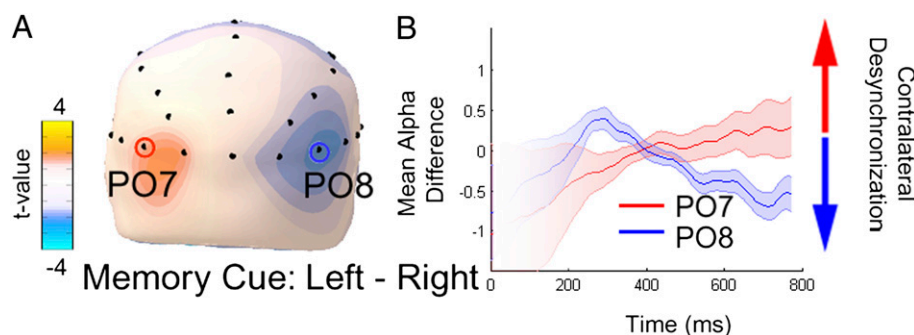 A
4
t-value
-4
PO7
PO8
Memory Cue: Left - Right
B
Mean Alpha
Difference
1
0.5
0
-0.5
-1
PO7
PO8
0
200
400
600
800
Time (ms)
Contralateral
Desynchronization